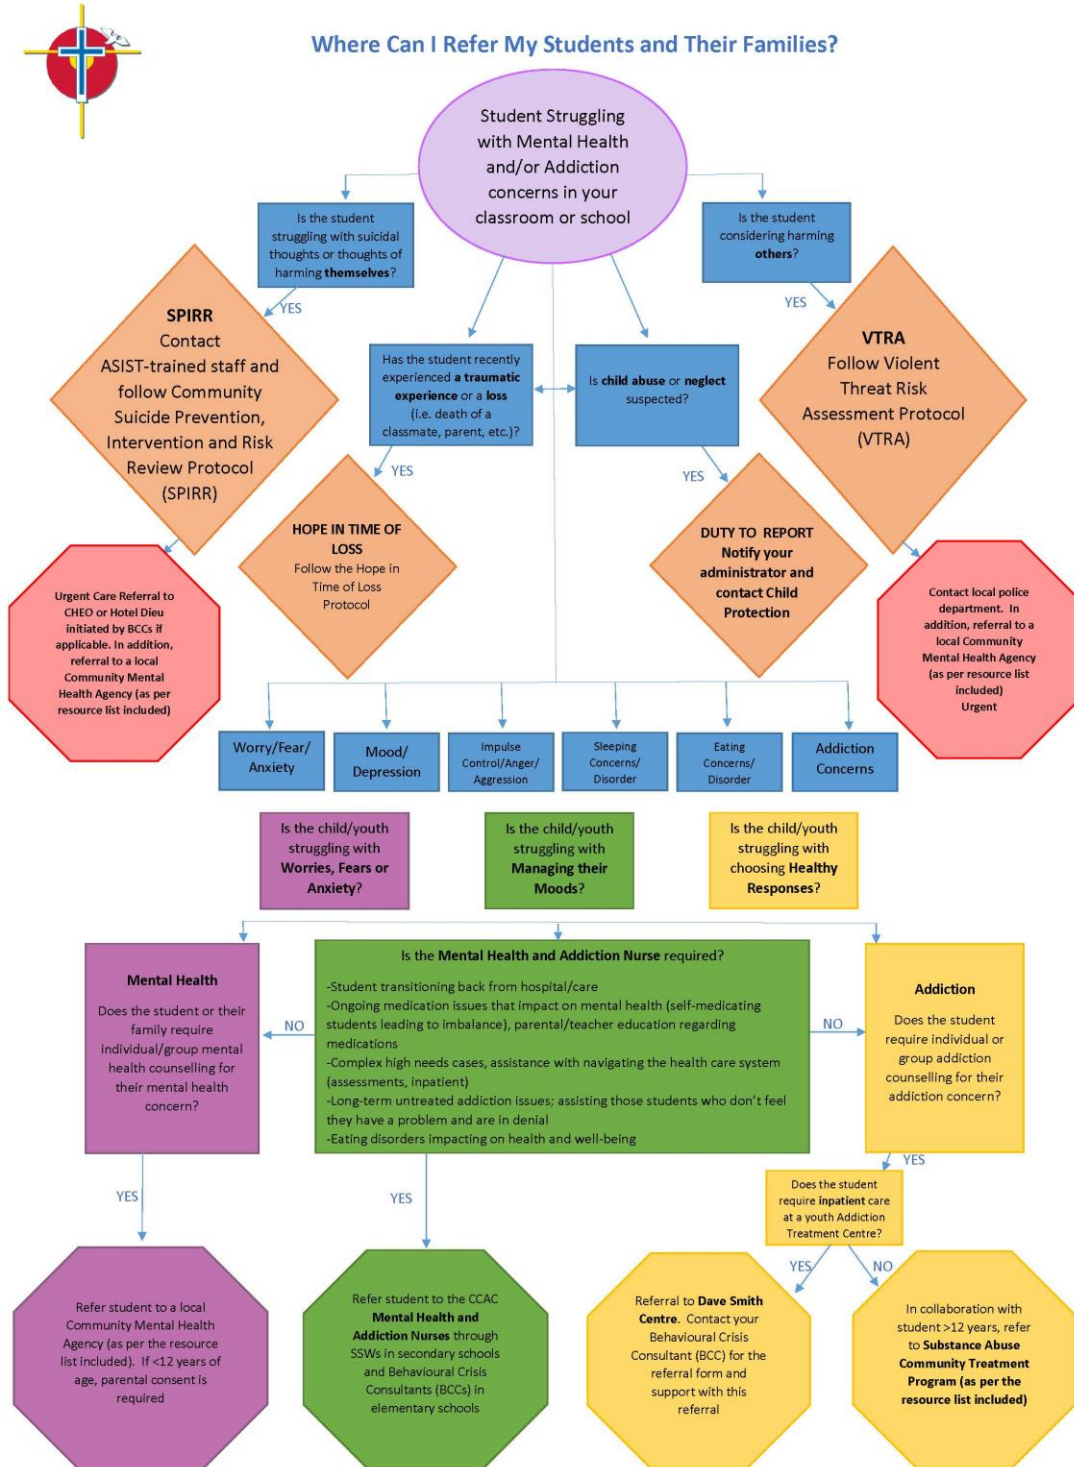 Where Can I Refer My Students and Their Families?
Student Struggling
with Mental Health
and/or Addiction
concerns in your
classroom or school
Is the student
struggling with suicidal
thoughts or thoughts of
harming themselves?
Is the student
considering harming
others?
YES
YES
SPIRR
Contact
ASIST-trained staff and
follow Community
Suicide Prevention,
Intervention and Risk
Review Protocol
(SPIRR)
Has the student recently
experienced a traumatic
experience or a loss
(i.e. death of a
classmate, parent, etc.)?
Is child abuse or neglect
suspected?
VTRA
Follow Violent
Threat Risk
Assessment Protocol
(VTRA)
YES
YES
HOPE IN TIME OF
LOSS
Follow the Hope in
Time of Loss
Protocol
DUTY TO REPORT
Notify your
administrator and
contact Child
Protection
Urgent Care Referral to
CHEO or Hotel Dieu
initiated by BCCs if
applicable. In addition,
referral to a local
Community Mental
Health Agency (as per
resource list included)
Contact local police
department. In
addition, referral to a
local Community
Mental Health Agency
(as per resource list
included)
Urgent
Worry/Fear/
Anxiety
Mood/
Depression
Impulse
Control/Anger/
Aggression
Sleeping
Concerns/
Disorder
Eating
Concerns/
Disorder
Addiction
Concerns
Is the child/youth
struggling with
Worries, Fears or
Anxiety?
Is the child/youth
struggling with
Managing their
Moods?
Is the child/youth
struggling with
choosing Healthy
Responses?
Mental Health
Does the student or their
family require
individual/group mental
health counselling for
their mental health
concern?
NO
Is the Mental Health and Addiction Nurse required?
-Student transitioning back from hospital/care
-Ongoing medication issues that impact on mental health (self-medicating
students leading to imbalance), parental/teacher education regarding
medications
-Complex high needs cases, assistance with navigating the health care system
(assessments, inpatient)
-Long-term untreated addiction issues; assisting those students who don't feel
they have a problem and are in denial
-Eating disorders impacting on health and well-being
NO
Addiction
Does the student
require individual or
group addiction
counselling for their
addiction concern?
YES
YES
YES
Does the student
require inpatient care
at a youth Addiction
Treatment Centre?
YES
NO
Refer student to a local
Community Mental Health
Agency (as per the resource
list included). If <12 years of
age, parental consent is
required
Refer student to the CCAC
Mental Health and
Addiction Nurses through
SSWs in secondary schools
and Behavioural Crisis
Consultants (BCCs) in
elementary schools
Referral to Dave Smith
Centre. Contact your
Behavioural Crisis
Consultant (BCC) for the
referral form and
support with this
referral
In collaboration with
student >12 years, refer
to Substance Abuse
Community Treatment
Program (as per the
resource list included)